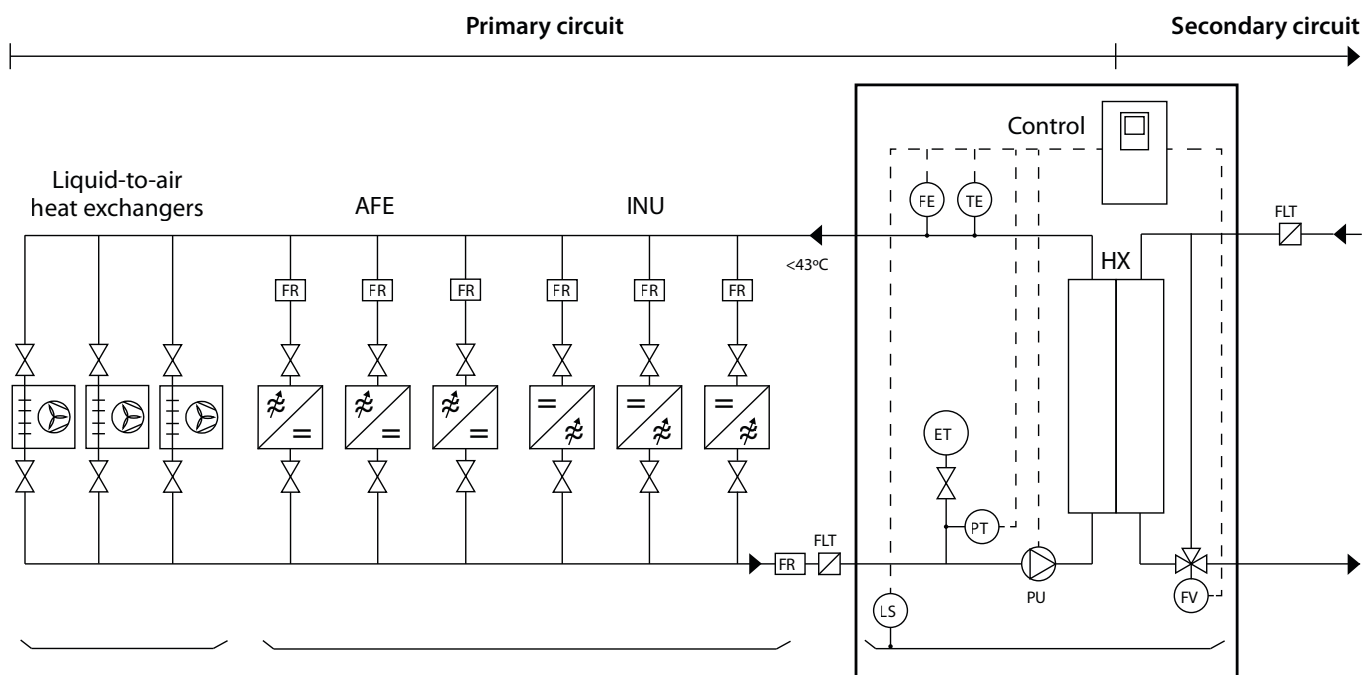 Primary circuit
Secondary circuit
Control
Liquid-to-air
heat exchangers
AFE
INU
FE
TE
FLT
<43ºC
HX
FR
FR
FR
FR
FR
FR
ET
PT
FLT
FR
PU
FV
LS